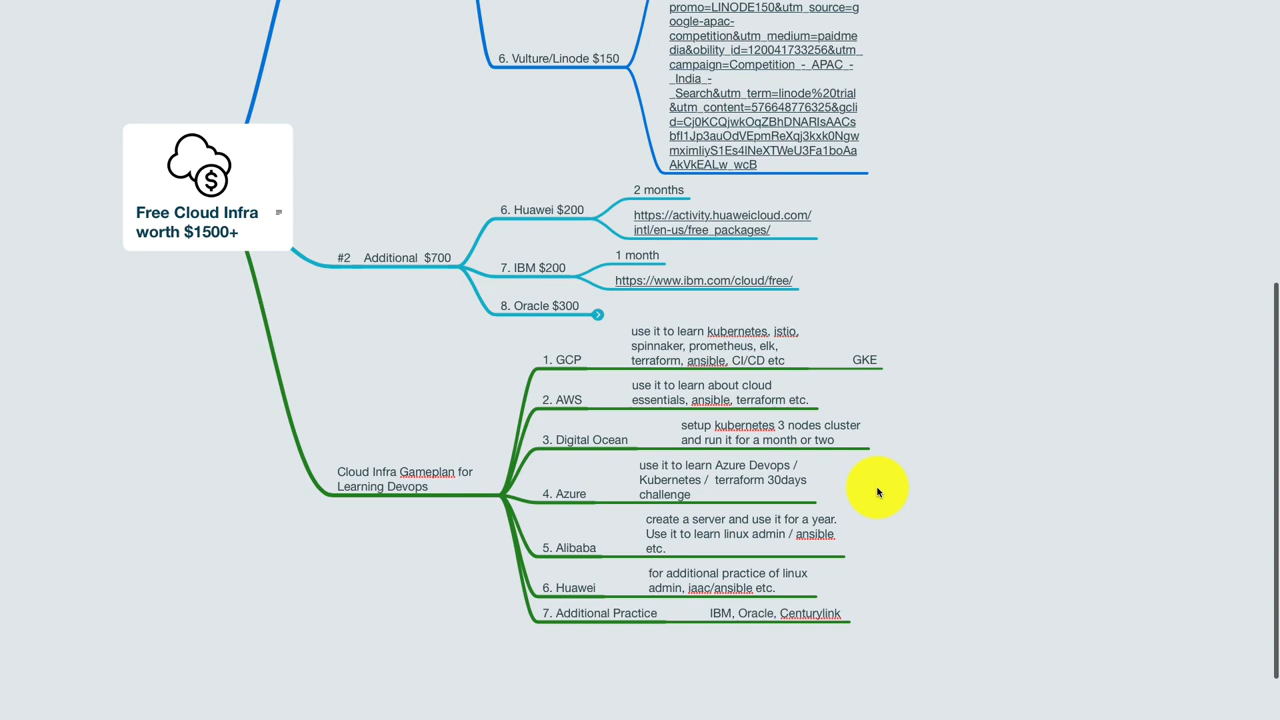 promo=LINODE150&utm_source=g
oogle-apac-
competition&utm_medium=paidme
dia&obility_id=120041733256&utm_
campaign=Competition_-_APAC_-
_India_-
_Search&utm_term=linode%20trial
&utm_content=576648776325&gcli
d=Cj0KCQjwkOqZBhDNARIsAACs
bfI1Jp3auOdVEpmReXqj3kxk0Ngw
mximIiyS1Es4lNeXTWeU3Fa1boAa
AkVkEALw_wcB
6. Vulture/Linode $150
Free Cloud Infra
worth $1500+
#2 Additional $700
6. Huawei $200
2 months
https://activity.huaweicloud.com/
intl/en-us/free_packages/
7. IBM $200
1 month
https://www.ibm.com/cloud/free/
8. Oracle $300
Cloud Infra Gameplan for
Learning Devops
1. GCP
use it to learn kubernetes, istio,
spinnaker, prometheus, elk,
terraform, ansible, CI/CD etc
GKE
2. AWS
use it to learn about cloud
essentials, ansible, terraform etc.
3. Digital Ocean
setup kubernetes 3 nodes cluster
and run it for a month or two
4. Azure
use it to learn Azure Devops /
Kubernetes / terraform 30days
challenge
5. Alibaba
create a server and use it for a year.
Use it to learn linux admin / ansible
etc.
6. Huawei
for additional practice of linux
admin, iaac/ansible etc.
7. Additional Practice
IBM, Oracle, Centurylink